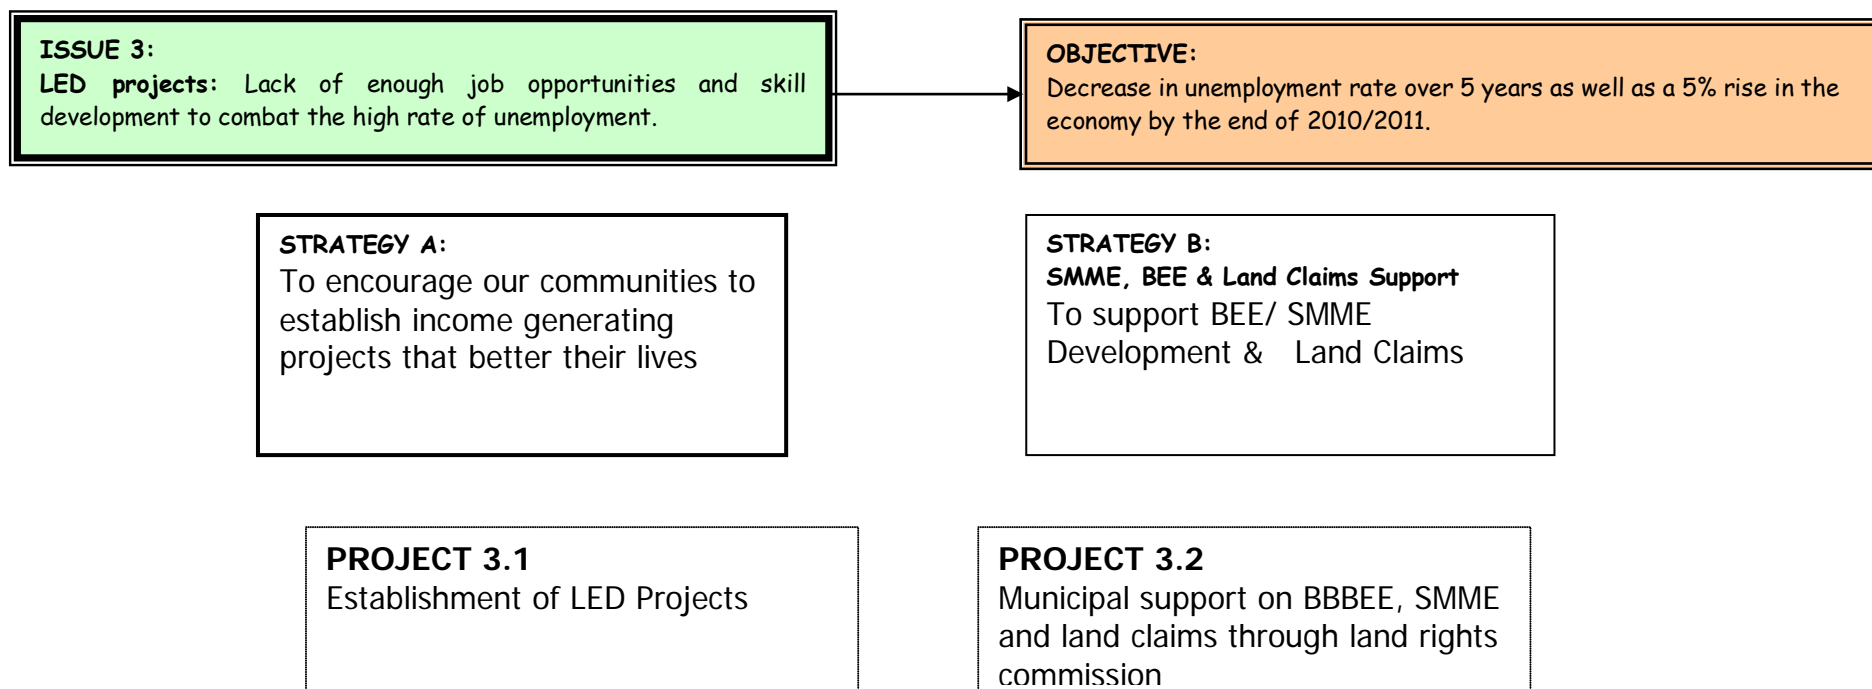 ISSUE 3:
LED projects: Lack of enough job opportunities and skill
development to combat the high rate of unemployment.
OBJECTIVE:
Decrease in unemployment rate over 5 years as well as a 5% rise in the
economy by the end of 2010/2011.
STRATEGY A:
To encourage our communities to
establish income generating
projects that better their lives
STRATEGY B:
SMME, BEE & Land Claims Support
To support BEE/ SMME
Development & Land Claims
PROJECT 3.1
Establishment of LED Projects
PROJECT 3.2
Municipal support on BBBEE, SMME
and land claims through land rights
commission